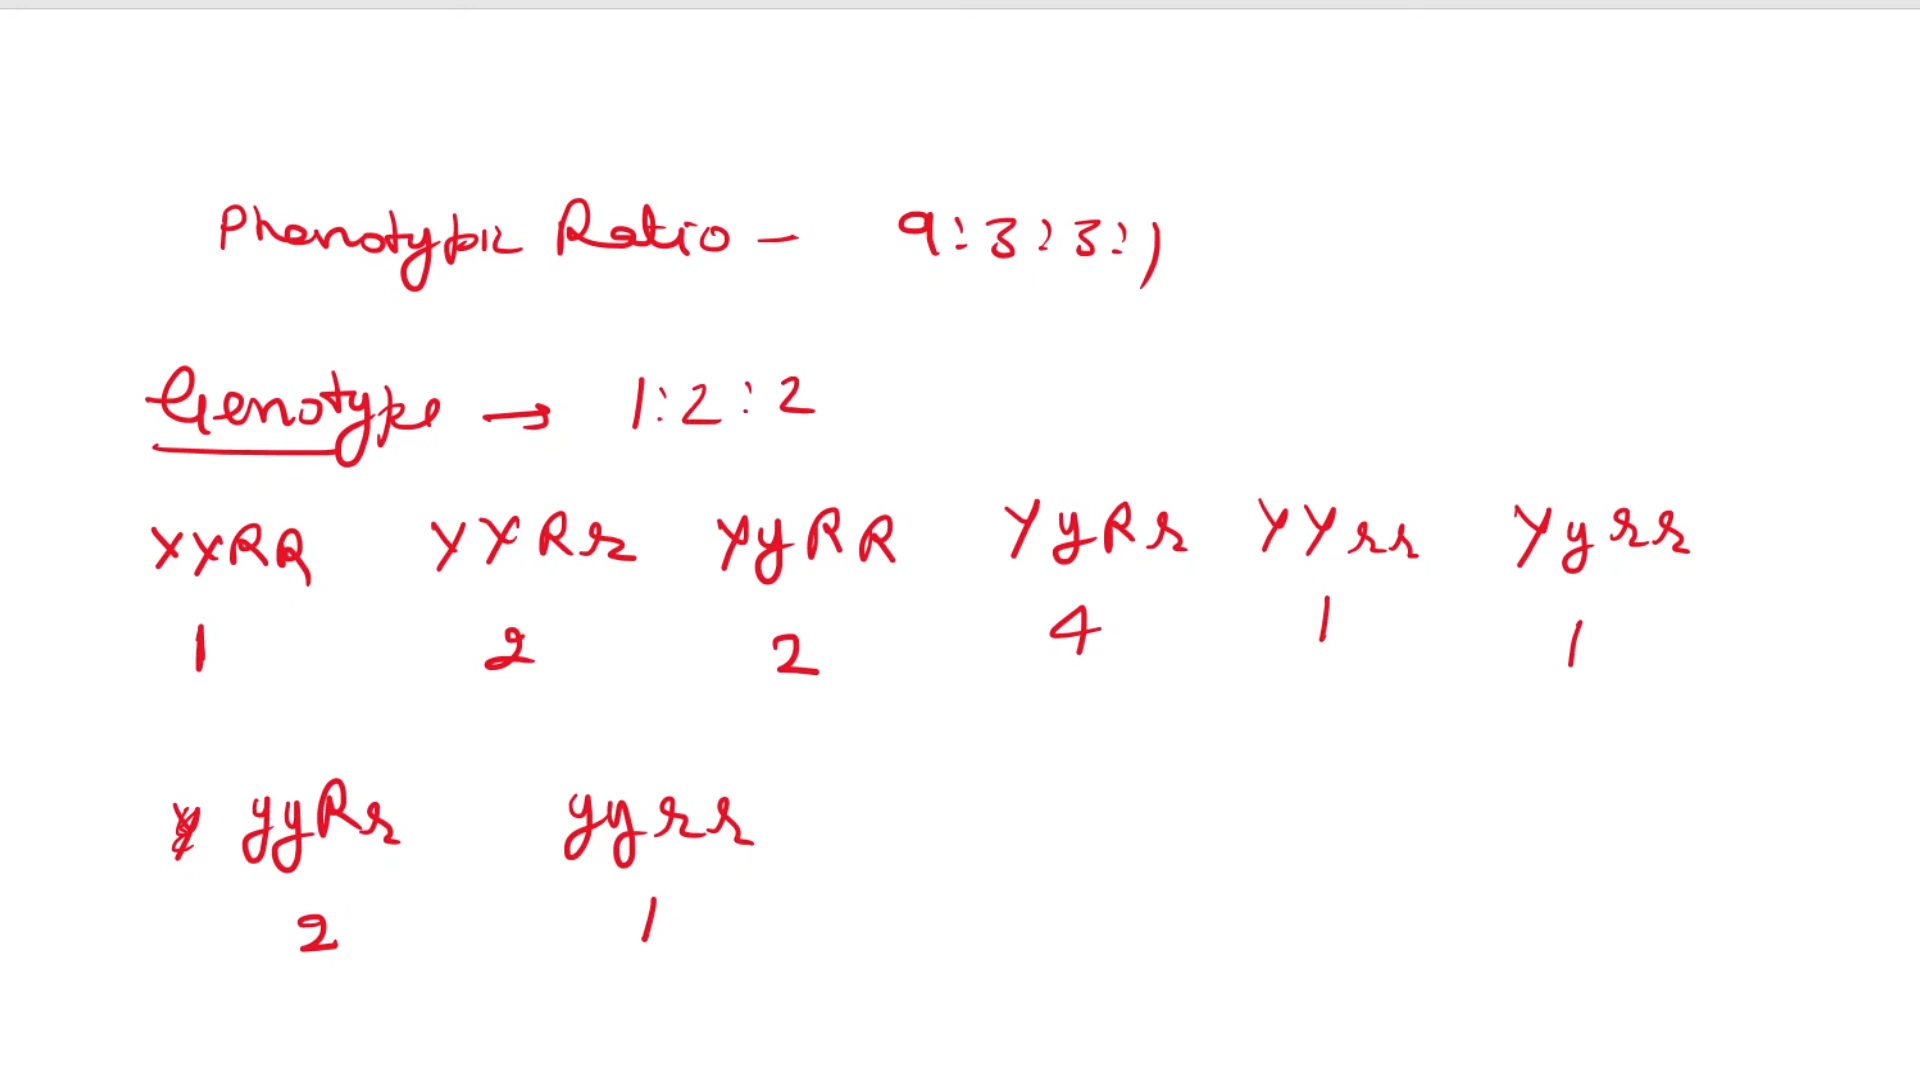 Phenotypic Ratio - 9:3:3:1
Genotype → 1:2:2
YYRR YYRr YyRR YyRr YYrr Yyrr
1 2 2 4 1 1
yyRr yyrr
2 1